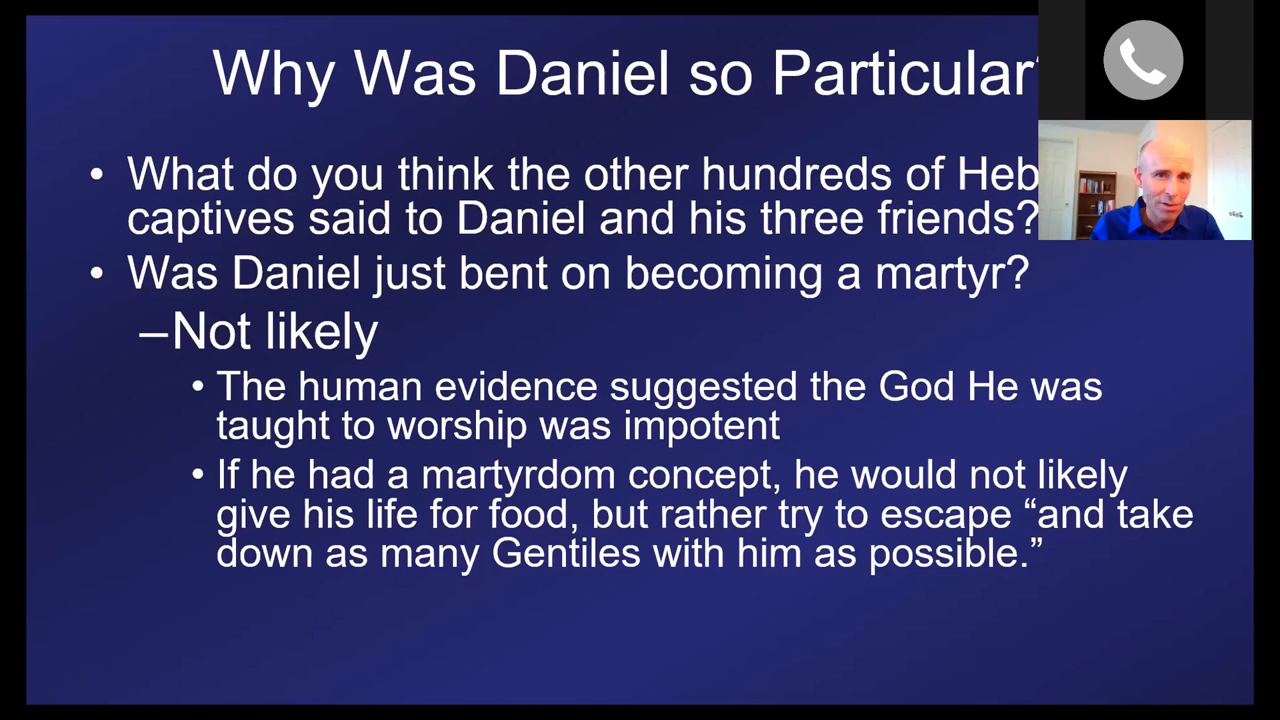 Why Was Daniel so Particular
• What do you think the other hundreds of Heb
captives said to Daniel and his three friends?
• Was Daniel just bent on becoming a martyr?
–Not likely
• The human evidence suggested the God He was
taught to worship was impotent
• If he had a martyrdom concept, he would not likely
give his life for food, but rather try to escape “and take
down as many Gentiles with him as possible.”